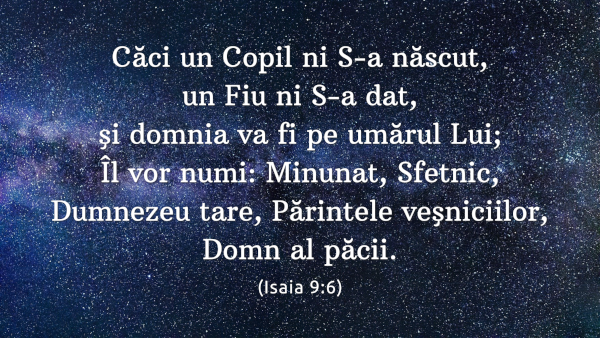 Căci un Copil ni S-a născut,
un Fiu ni S-a dat,
şi domnia va fi pe umărul Lui;
Îl vor numi: Minunat, Sfetnic,
Dumnezeu tare, Părintele veşniciilor,
Domn al păcii.
(Isaia 9:6)